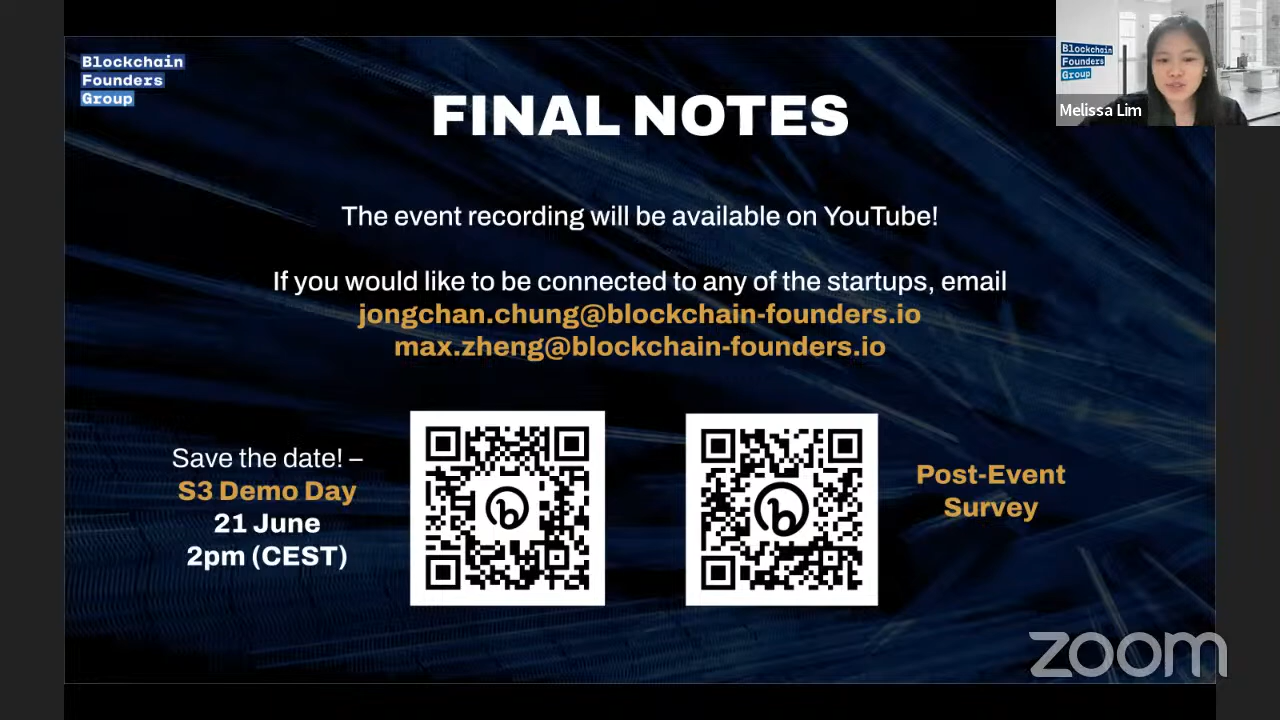 Blockchain
Founders
Group
FINAL NOTES
Blockchain
Founders
Group
Melissa Lim
The event recording will be available on YouTube!
If you would like to be connected to any of the startups, email
jongchan.chung@blockchain-founders.io
max.zheng@blockchain-founders.io
Save the date! –
S3 Demo Day
21 June
2pm (CEST)
b
b
Post-Event
Survey
zoom